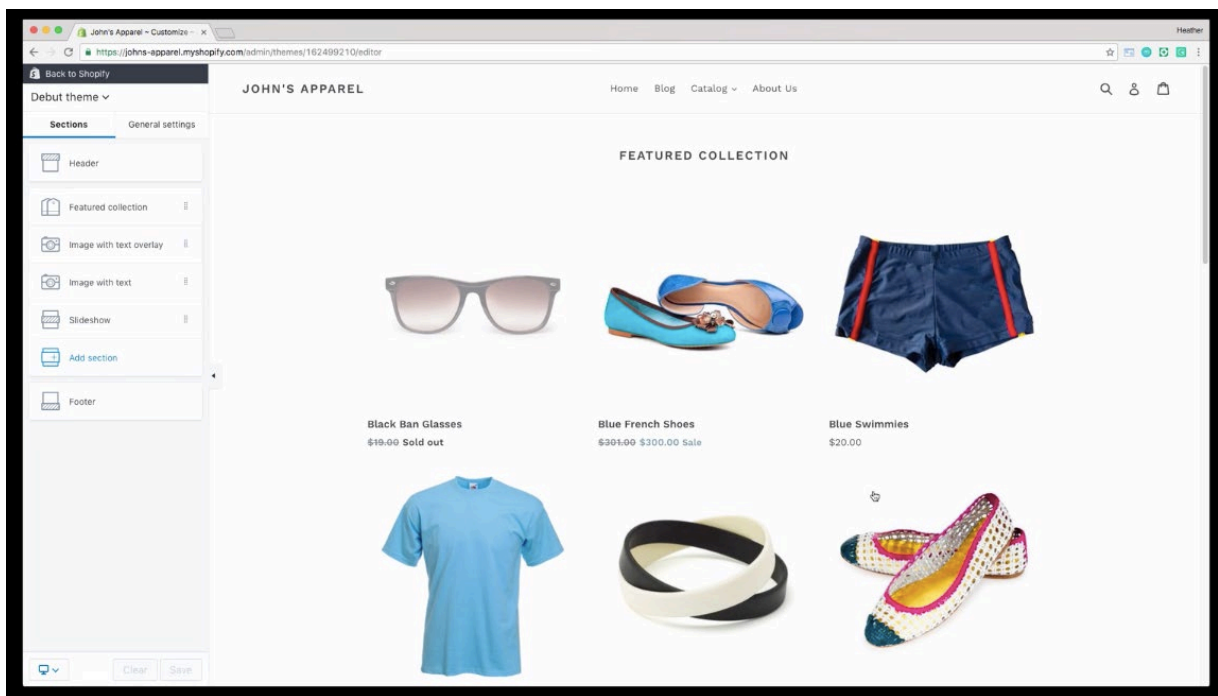 John's Apparel ~ Customize ~
Heather
https://johns-apparel.myshopify.com/admin/themes/162499210/editor
Back to Shopify
Debut theme
Sections General settings
Header
Featured collection
Image with text overlay
Image with text
Slideshow
Add section
Footer
Clear Save
JOHN'S APPAREL
Home Blog Catalog About Us
FEATURED COLLECTION
Black Ban Glasses
$19.00 Sold out
Blue French Shoes
$301.00 $300.00 Sale
Blue Swimmies
$20.00